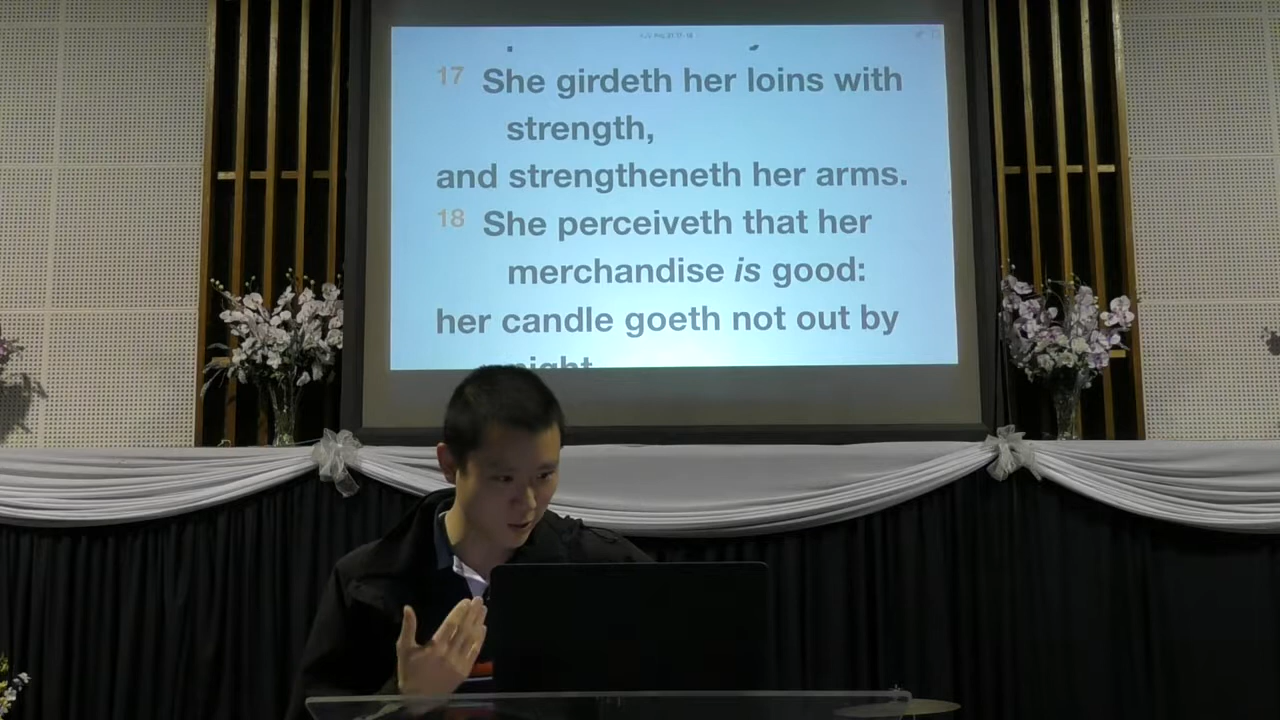 17 She girdeth her loins with
strength,
and strengtheneth her arms.
18 She perceiveth that her
merchandise is good:
her candle goeth not out by
night